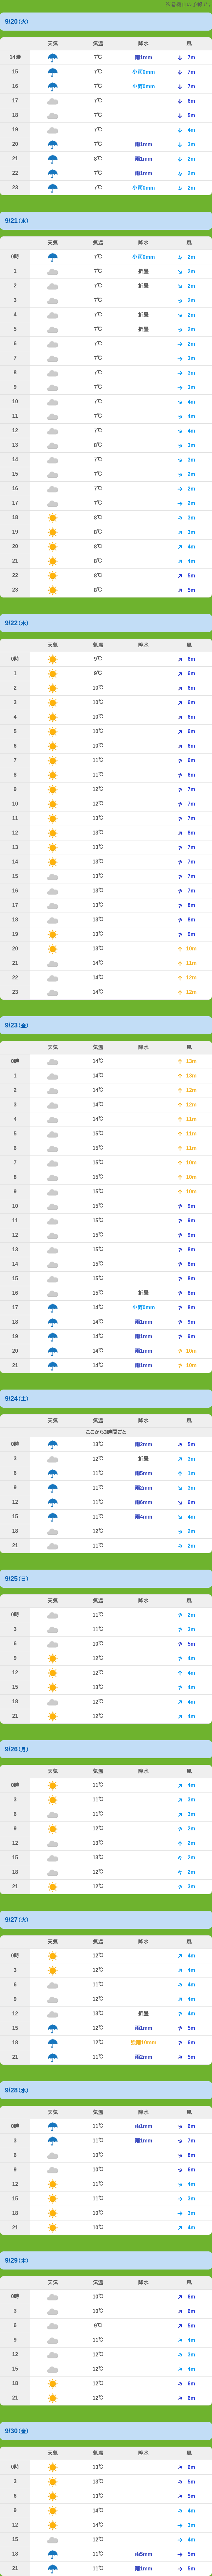 9/20(火)
天気 気温 降水 風
14時 7℃ 雨1mm 7m
15 7℃ 小雨0mm 7m
16 7℃ 小雨0mm 7m
17 7℃ 6m
18 7℃ 5m
19 7℃ 4m
20 7℃ 雨1mm 3m
21 8℃ 雨1mm 2m
22 7℃ 雨1mm 2m
23 7℃ 小雨0mm 2m
9/21(水)
天気 気温 降水 風
0時 7℃ 小雨0mm 2m
1 7℃ 折畳 2m
2 7℃ 折畳 2m
3 7℃ 2m
4 7℃ 折畳 2m
5 7℃ 折畳 2m
6 7℃ 2m
7 7℃ 3m
8 7℃ 3m
9 7℃ 3m
10 7℃ 4m
11 7℃ 4m
12 7℃ 4m
13 8℃ 3m
14 7℃ 3m
15 7℃ 2m
16 7℃ 2m
17 7℃ 2m
18 8℃ 3m
19 8℃ 3m
20 8℃ 4m
21 8℃ 4m
22 8℃ 5m
23 8℃ 5m
9/22(木)
天気 気温 降水 風
0時 9℃ 6m
1 9℃ 6m
2 10℃ 6m
3 10℃ 6m
4 10℃ 6m
5 10℃ 6m
6 10℃ 6m
7 11℃ 6m
8 11℃ 6m
9 12℃ 7m
10 12℃ 7m
11 13℃ 7m
12 13℃ 8m
13 13℃ 7m
14 13℃ 7m
15 13℃ 7m
16 13℃ 7m
17 13℃ 8m
18 13℃ 8m
19 13℃ 9m
20 13℃ 10m
21 14℃ 11m
22 14℃ 12m
23 14℃ 12m
9/23(金)
天気 気温 降水 風
0時 14℃ 13m
1 14℃ 13m
2 14℃ 12m
3 14℃ 12m
4 14℃ 11m
5 15℃ 11m
6 15℃ 11m
7 15℃ 10m
8 15℃ 10m
9 15℃ 10m
10 15℃ 9m
11 15℃ 9m
12 15℃ 9m
13 15℃ 8m
14 15℃ 8m
15 15℃ 8m
16 15℃ 折畳 8m
17 14℃ 小雨0mm 8m
18 14℃ 雨1mm 9m
19 14℃ 雨1mm 9m
20 14℃ 雨1mm 10m
21 14℃ 雨1mm 10m
9/24(土)
天気 気温 降水 風
ここから3時間ごと
0時 13℃ 雨2mm 5m
3 12℃ 折畳 3m
6 11℃ 雨5mm 1m
9 11℃ 雨2mm 3m
12 11℃ 雨6mm 6m
15 11℃ 雨4mm 4m
18 12℃ 2m
21 11℃ 2m
9/25(日)
天気 気温 降水 風
0時 11℃ 2m
3 11℃ 3m
6 10℃ 5m
9 12℃ 4m
12 12℃ 4m
15 13℃ 4m
18 12℃ 4m
21 12℃ 4m
9/26(月)
天気 気温 降水 風
0時 11℃ 4m
3 11℃ 3m
6 11℃ 3m
9 12℃ 2m
12 13℃ 2m
15 13℃ 2m
18 12℃ 2m
21 12℃ 3m
9/27(火)
天気 気温 降水 風
0時 12℃ 4m
3 12℃ 4m
6 11℃ 4m
9 12℃ 4m
12 13℃ 折畳 4m
15 12℃ 雨1mm 5m
18 12℃ 強雨10mm 6m
21 11℃ 雨2mm 5m
9/28(水)
天気 気温 降水 風
0時 11℃ 雨1mm 6m
3 11℃ 雨1mm 7m
6 10℃ 8m
9 10℃ 6m
12 11℃ 4m
15 11℃ 3m
18 10℃ 3m
21 10℃ 4m
9/29(木)
天気 気温 降水 風
0時 10℃ 6m
3 10℃ 6m
6 9℃ 5m
9 11℃ 4m
12 12℃ 3m
15 12℃ 4m
18 12℃ 6m
21 12℃ 6m
9/30(金)
天気 気温 降水 風
0時 13℃ 6m
3 13℃ 5m
6 13℃ 5m
9 14℃ 4m
12 14℃ 3m
15 12℃ 4m
18 11℃ 雨5mm 5m
21 11℃ 雨1mm 5m